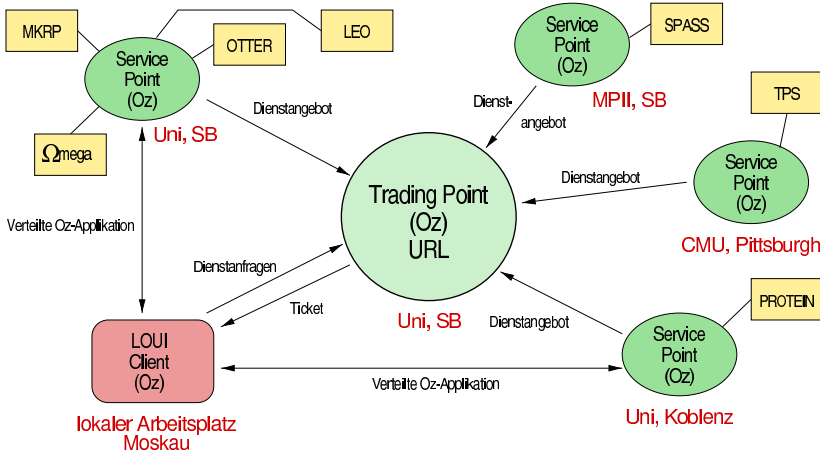 MKRP
OTTER
LEO
Service
Point
(Oz)
Ωmega
Uni, SB
Dienstangebot
Service
Point
(Oz)
SPASS
MPII, SB
Dienst-
angebot
TPS
Service
Point
(Oz)
CMU, Pittsburgh
Dienstangebot
Trading Point
(Oz)
URL
Uni, SB
Verteilte Oz-Applikation
Dienstanfragen
Ticket
Dienstangebot
PROTEIN
Service
Point
(Oz)
Uni, Koblenz
LOUI
Client
(Oz)
lokaler Arbeitsplatz
Moskau
Verteilte Oz-Applikation